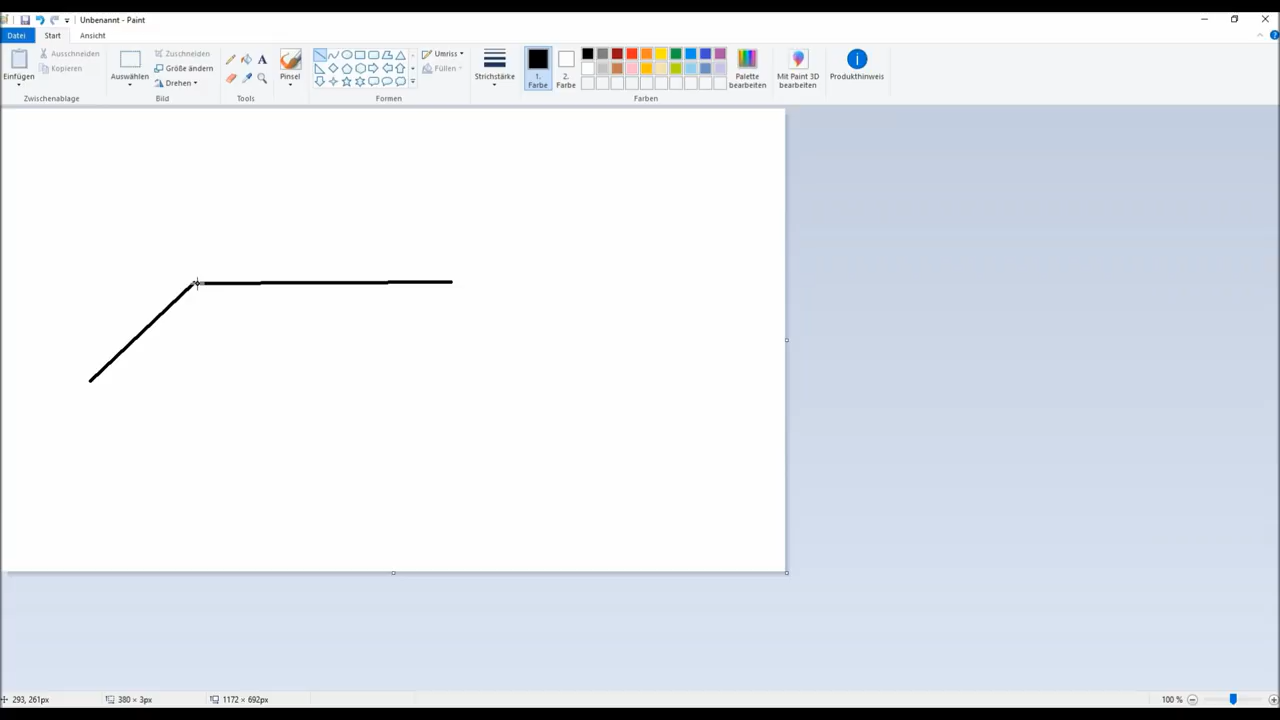 Unbenannt - Paint
Datei
Start
Ansicht
Einfügen
Ausschneiden
Kopieren
Zwischenablage
Auswählen
Zuschneiden
Größe ändern
Drehen
Bild
A
Tools
Pinsel
Formen
Umriss
Füllen
Strichstärke
1. Farbe
2. Farbe
Farben
Palette bearbeiten
Mit Paint 3D bearbeiten
Produkthinweis
293, 261px
380 × 3px
1172 × 692px
100 %